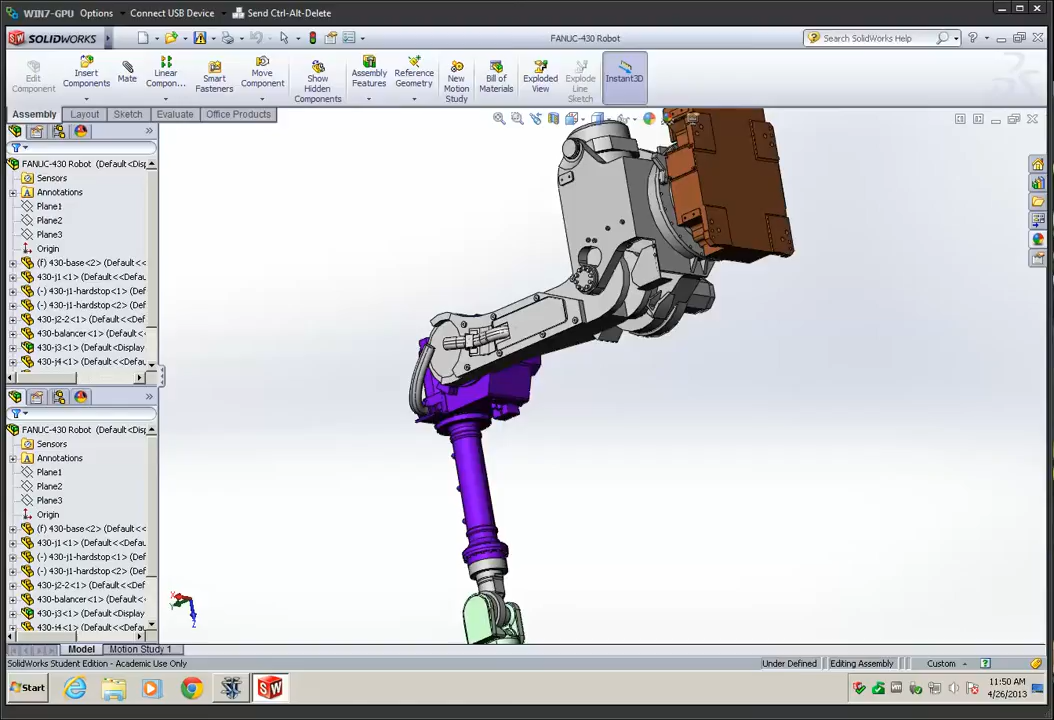 WIN7-GPU Options Connect USB Device Send Ctrl-Alt-Delete
SOLIDWORKS
FANUC-430 Robot
Search SolidWorks Help
Edit Component
Insert Components
Mate
Linear Compon...
Smart Fasteners
Move Component
Show Hidden Components
Assembly Features
Reference Geometry
New Motion Study
Bill of Materials
Exploded View
Explode Line Sketch
Instant3D
Assembly Layout Sketch Evaluate Office Products
FANUC-430 Robot (Default<Disp
Sensors
Annotations
Plane1
Plane2
Plane3
Origin
(f) 430-base<2> (Default<<
430-j1<1> (Default<<Defau
(-) 430-j1-hardstop<1> (Def
(-) 430-j1-hardstop<2> (Def
430-j2-2<1> (Default<<Def
430-balancer<1> (Default<
430-j3<1> (Default<Display
430-j4<1> (Default<<Defau
FANUC-430 Robot (Default<Disp
Sensors
Annotations
Plane1
Plane2
Plane3
Origin
(f) 430-base<2> (Default<<
430-j1<1> (Default<<Defau
(-) 430-j1-hardstop<1> (Def
(-) 430-j1-hardstop<2> (Def
430-j2-2<1> (Default<<Def
430-balancer<1> (Default<
430-j3<1> (Default<Display
430-j4<1> (Default<<Defau
X
Y
Z
Model Motion Study 1
SolidWorks Student Edition - Academic Use Only
Under Defined Editing Assembly Custom
Start
11:50 AM
4/26/2013